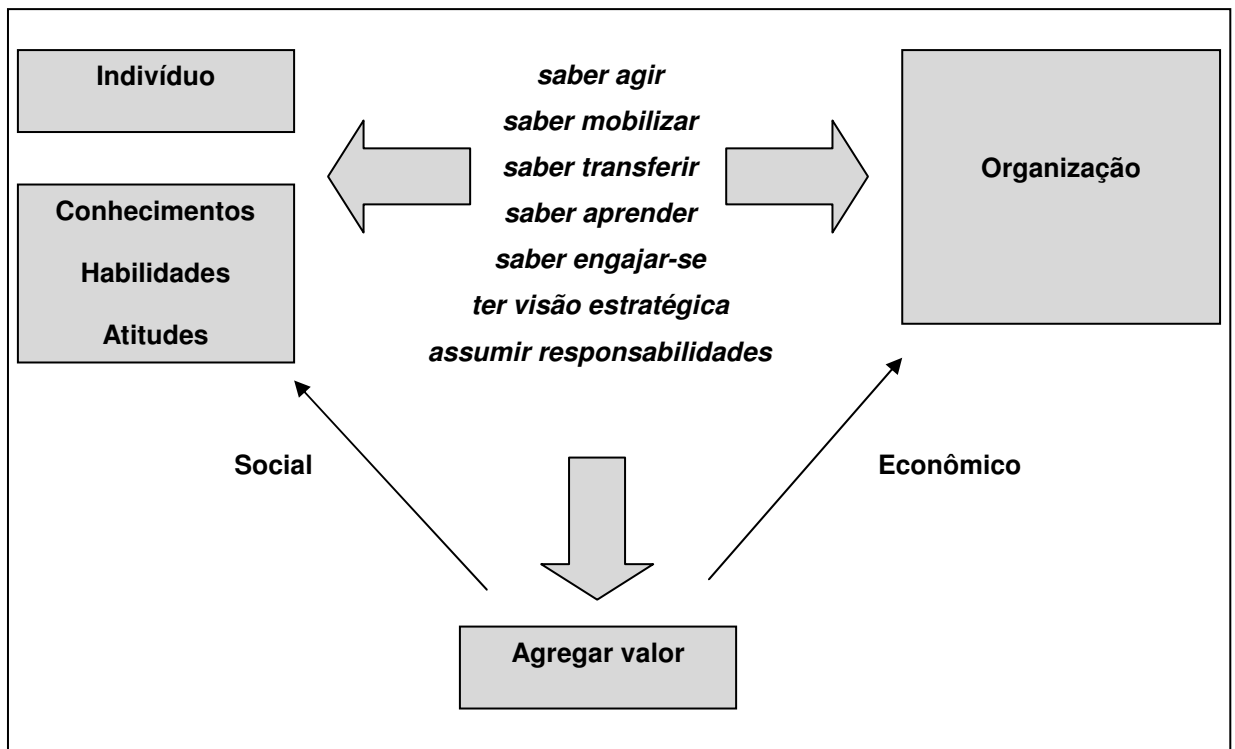 Indivíduo
Conhecimentos
Habilidades
Atitudes
saber agir
saber mobilizar
saber transferir
saber aprender
saber engajar-se
ter visão estratégica
assumir responsabilidades
Organização
Social
Econômico
Agregar valor